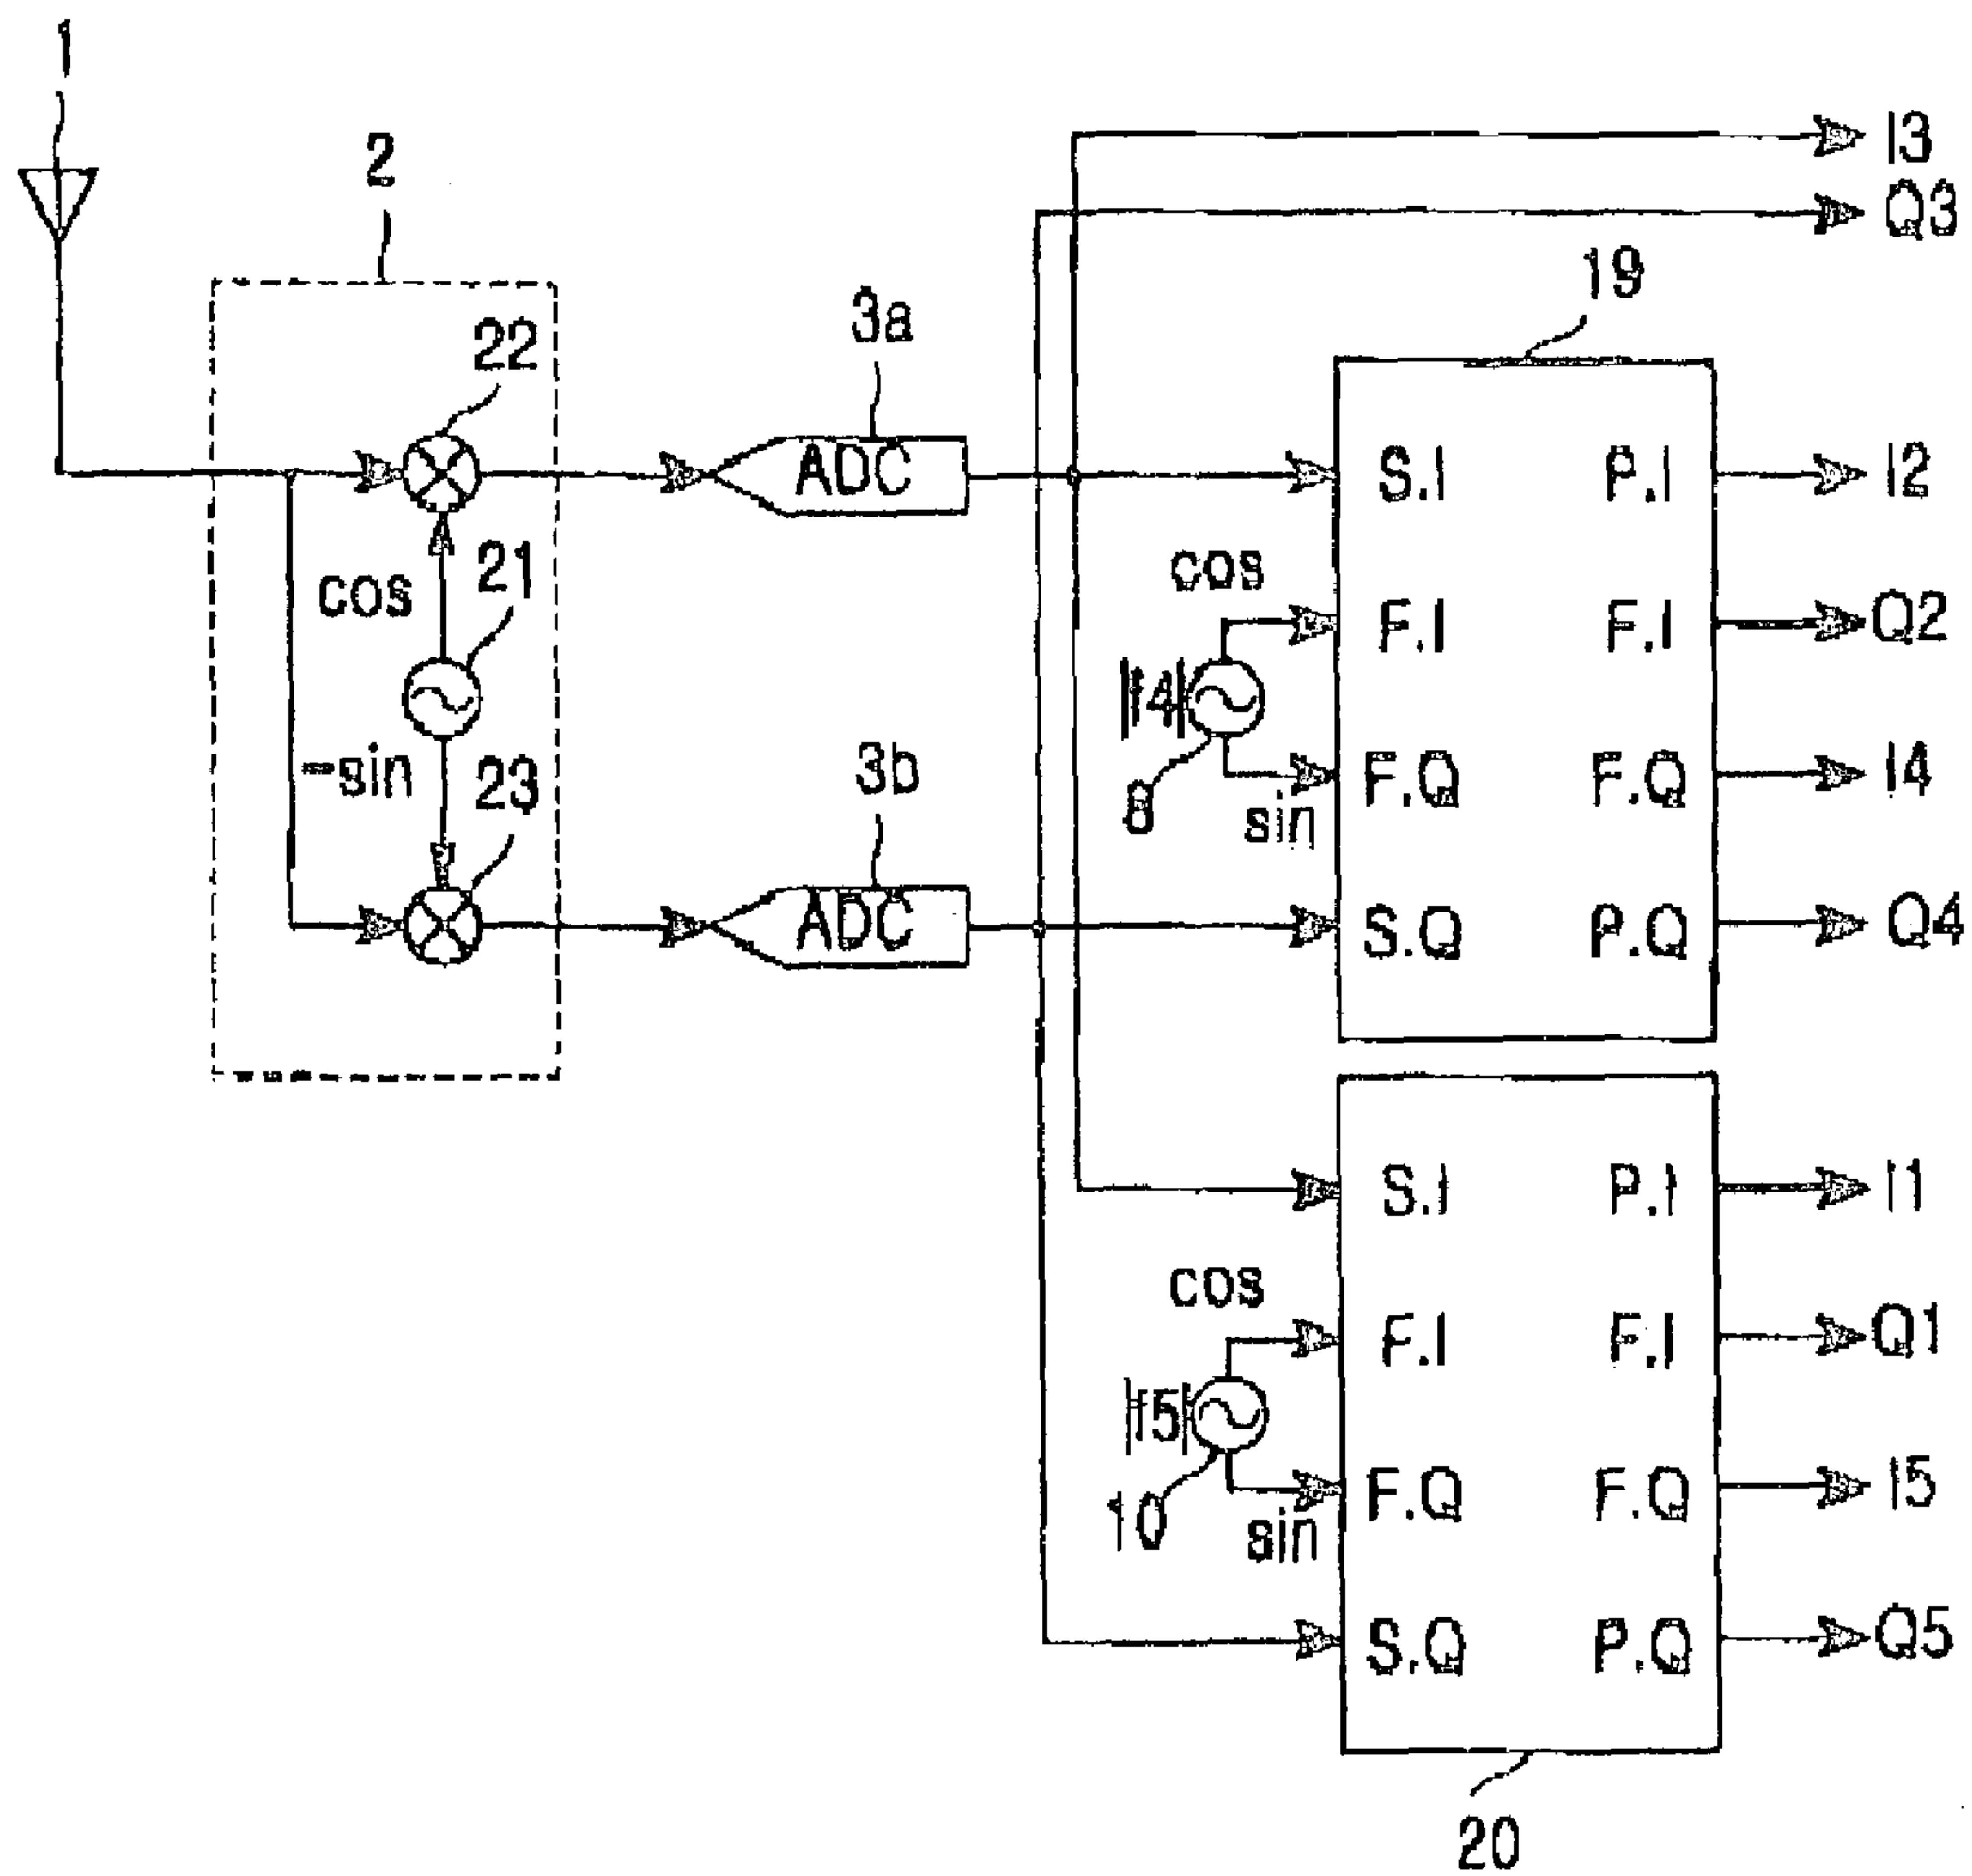 1
2
22
cos
21
-sin
23
3a
ADC
3b
ADC
I3
Q3
19
S.I P.I I2
cos
F.I F.I Q2
|f4|
8
F.Q F.Q I4
sin
S.Q P.Q Q4
S.I P.I I1
cos
F.I F.I Q1
|f5|
10
F.Q F.Q I5
sin
S.Q P.Q Q5
20